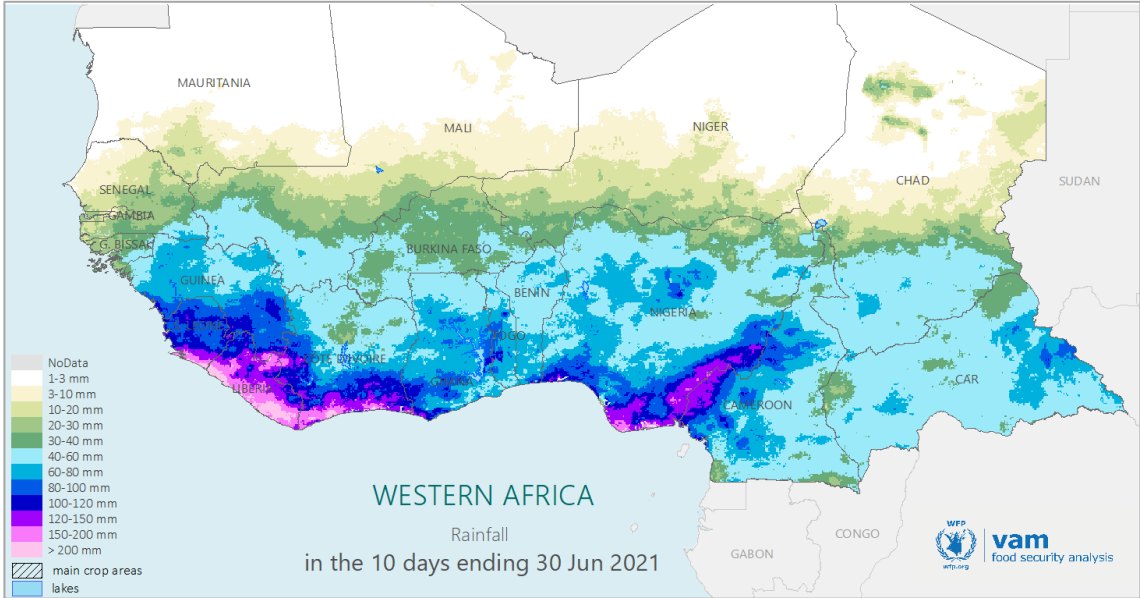 MAURITANIA
MALI
NIGER
SENEGAL
CHAD
SUDAN
GAMBIA
G. BISSAU
BURKINA FASO
GUINEA
BENIN
NIGERIA
TOGO
COTE D'IVOIRE
LIBERIA
GHANA
CAR
CAMEROON
NoData
1-3 mm
3-10 mm
10-20 mm
20-30 mm
30-40 mm
40-60 mm
60-80 mm
80-100 mm
100-120 mm
120-150 mm
150-200 mm
> 200 mm
main crop areas
lakes
WESTERN AFRICA
Rainfall
in the 10 days ending 30 Jun 2021
GABON
CONGO
WFP
wfp.org
vam
food security analysis